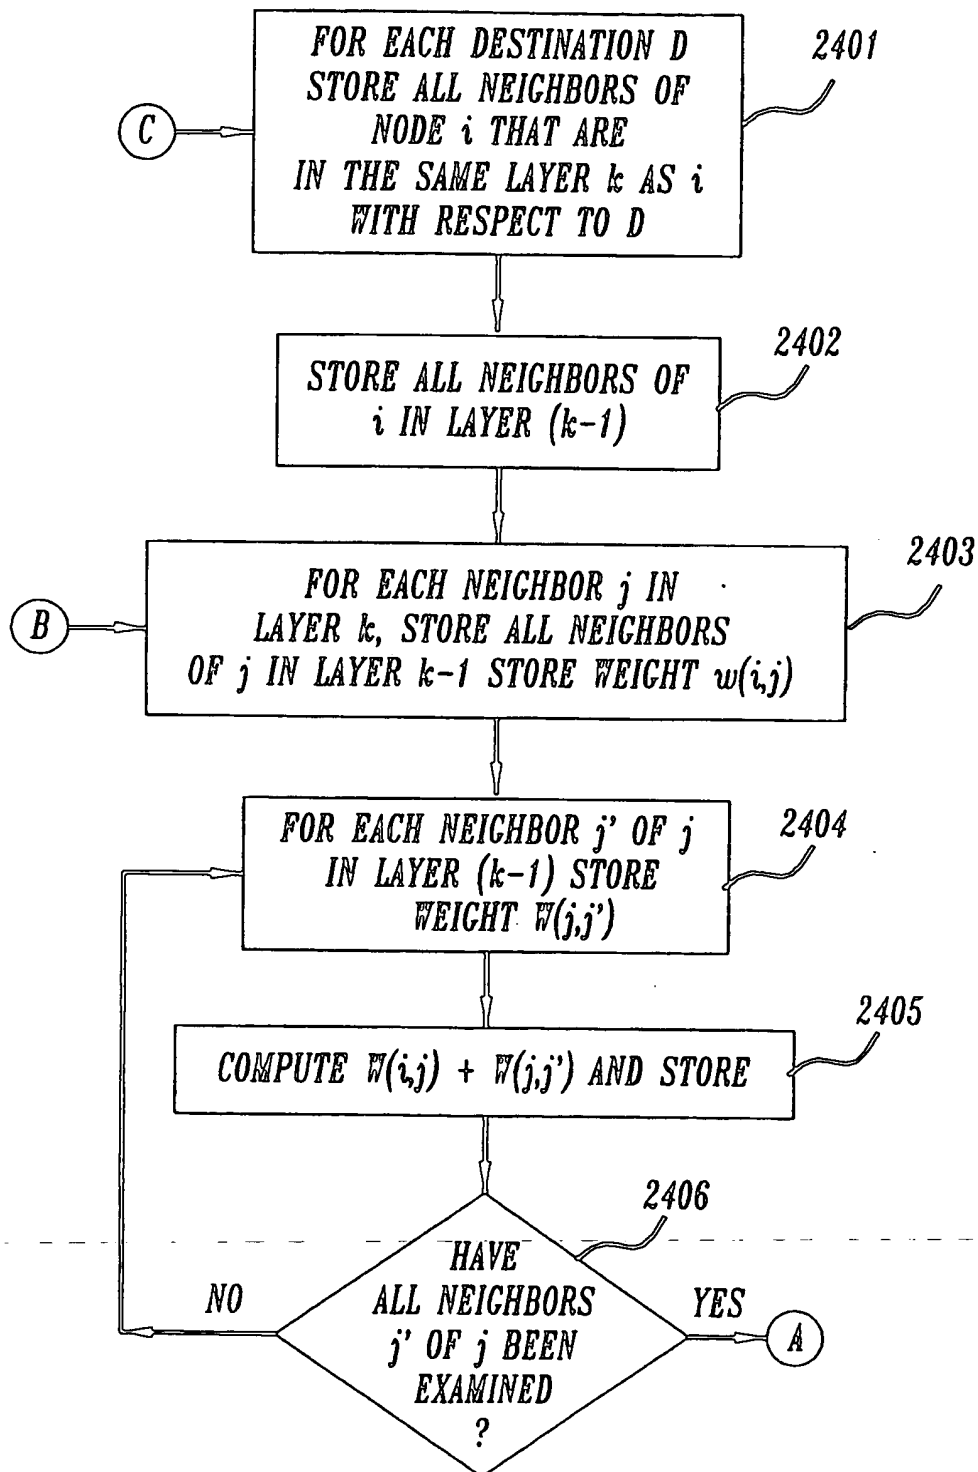 FOR EACH DESTINATION D
STORE ALL NEIGHBORS OF
NODE i THAT ARE
IN THE SAME LAYER k AS i
WITH RESPECT TO D
2401
C
STORE ALL NEIGHBORS OF
i IN LAYER (k-1)
2402
FOR EACH NEIGHBOR j IN
LAYER k, STORE ALL NEIGHBORS
OF j IN LAYER k-1 STORE WEIGHT w(i,j)
2403
B
FOR EACH NEIGHBOR j' OF j
IN LAYER (k-1) STORE
WEIGHT W(j,j')
2404
COMPUTE W(i,j) + W(j,j') AND STORE
2405
HAVE
ALL NEIGHBORS
j' OF j BEEN
EXAMINED
?
2406
NO
YES
A